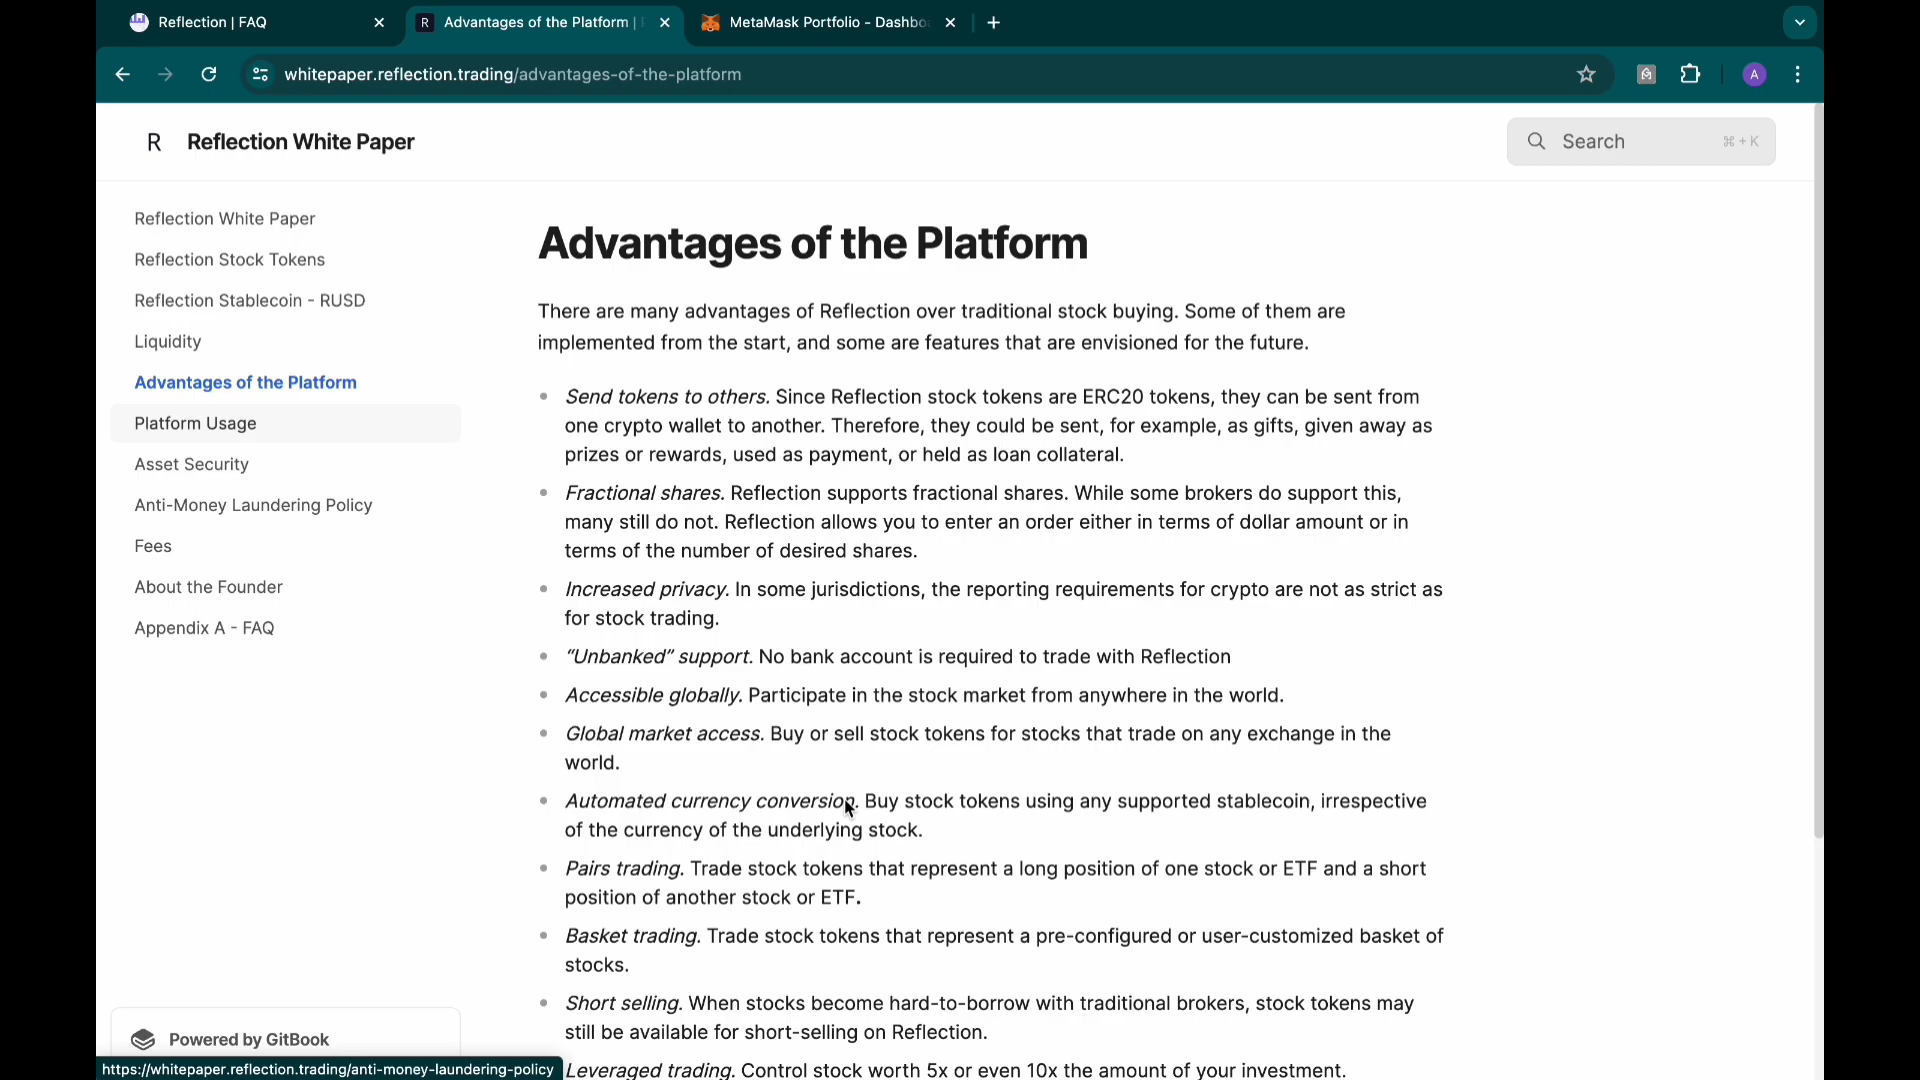 Reflection | FAQ
Advantages of the Platform |
MetaMask Portfolio - Dashbo
whitepaper.reflection.trading/advantages-of-the-platform
A
R Reflection White Paper
Search ⌘ + K
Reflection White Paper
Reflection Stock Tokens
Reflection Stablecoin - RUSD
Liquidity
Advantages of the Platform
Platform Usage
Asset Security
Anti-Money Laundering Policy
Fees
About the Founder
Appendix A - FAQ
Powered by GitBook
https://whitepaper.reflection.trading/anti-money-laundering-policy
Advantages of the Platform
There are many advantages of Reflection over traditional stock buying. Some of them are
implemented from the start, and some are features that are envisioned for the future.
Send tokens to others. Since Reflection stock tokens are ERC20 tokens, they can be sent from
one crypto wallet to another. Therefore, they could be sent, for example, as gifts, given away as
prizes or rewards, used as payment, or held as loan collateral.
Fractional shares. Reflection supports fractional shares. While some brokers do support this,
many still do not. Reflection allows you to enter an order either in terms of dollar amount or in
terms of the number of desired shares.
Increased privacy. In some jurisdictions, the reporting requirements for crypto are not as strict as
for stock trading.
“Unbanked” support. No bank account is required to trade with Reflection
Accessible globally. Participate in the stock market from anywhere in the world.
Global market access. Buy or sell stock tokens for stocks that trade on any exchange in the
world.
Automated currency conversion. Buy stock tokens using any supported stablecoin, irrespective
of the currency of the underlying stock.
Pairs trading. Trade stock tokens that represent a long position of one stock or ETF and a short
position of another stock or ETF.
Basket trading. Trade stock tokens that represent a pre-configured or user-customized basket of
stocks.
Short selling. When stocks become hard-to-borrow with traditional brokers, stock tokens may
still be available for short-selling on Reflection.
Leveraged trading. Control stock worth 5x or even 10x the amount of your investment.